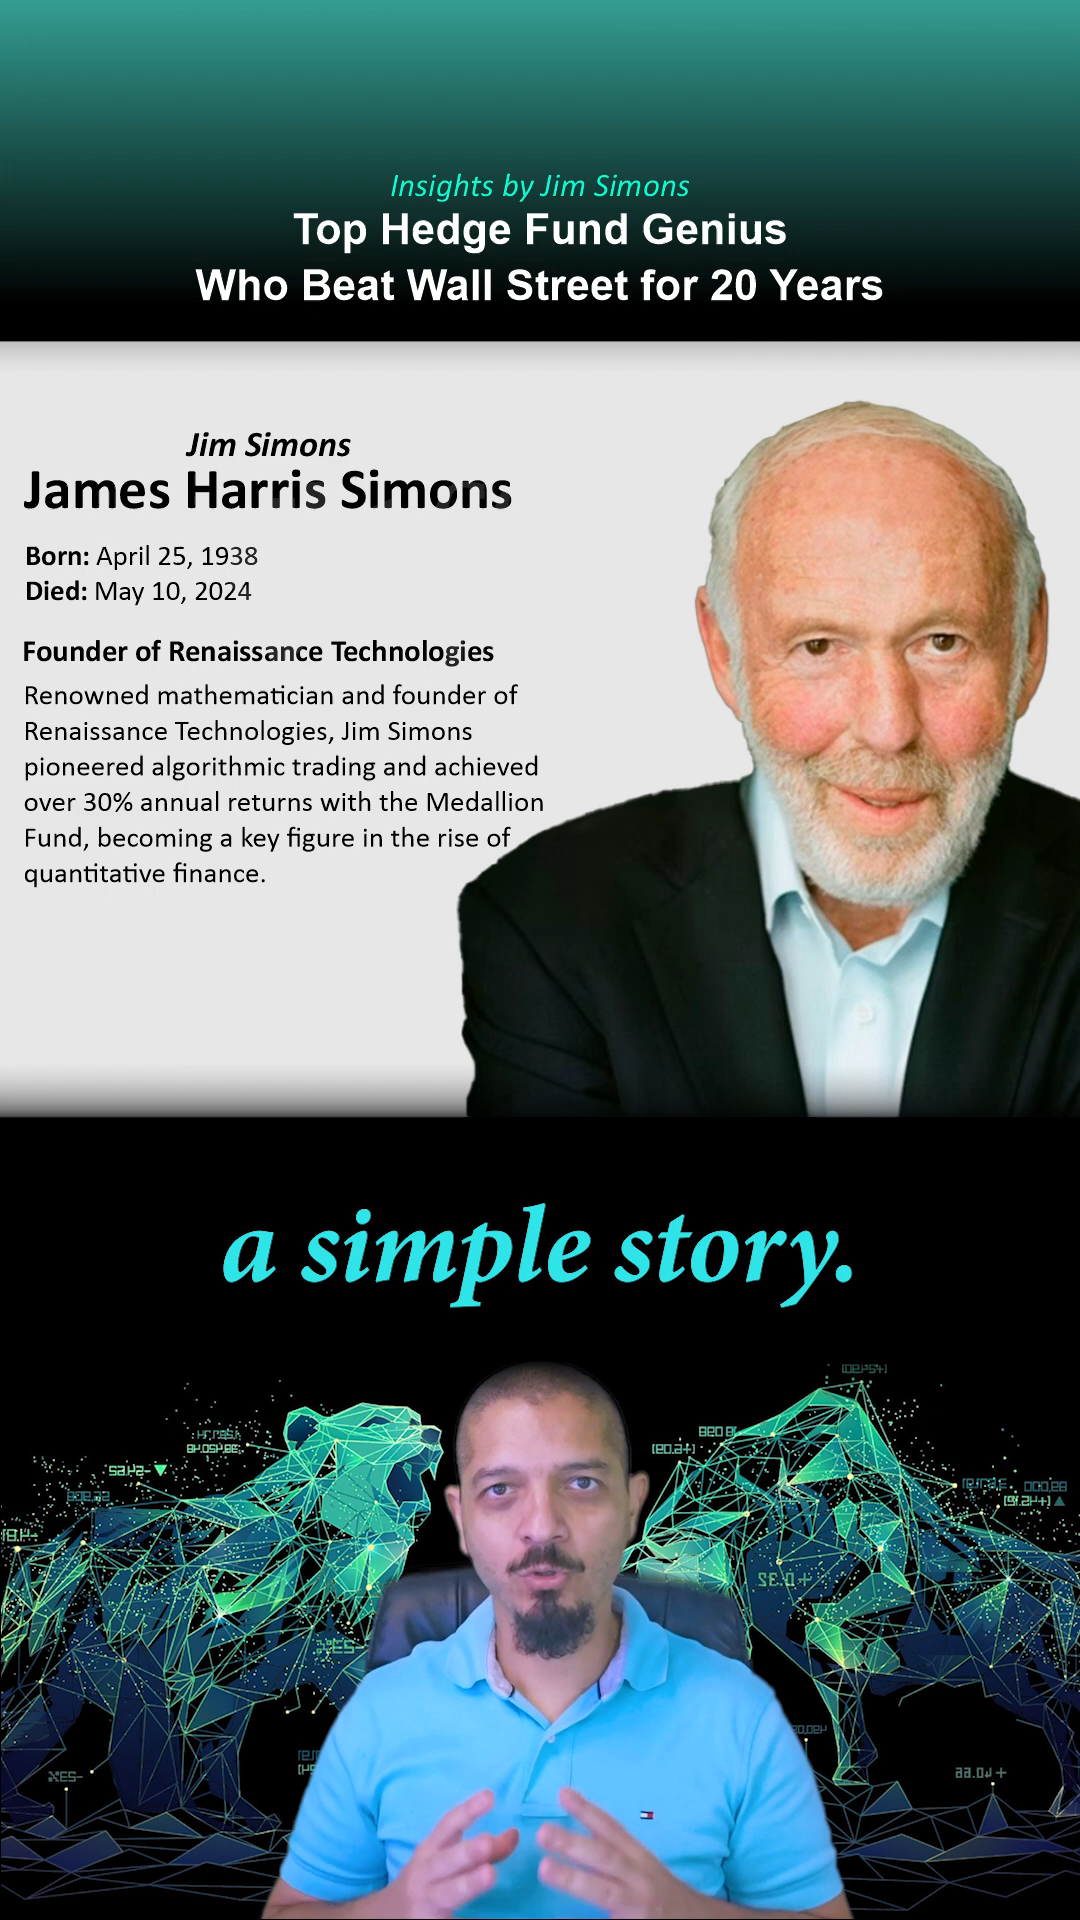 Insights by Jim Simons
Top Hedge Fund Genius
Who Beat Wall Street for 20 Years
Jim Simons
James Harris Simons
Born: April 25, 1938
Died: May 10, 2024
Founder of Renaissance Technologies
Renowned mathematician and founder of
Renaissance Technologies, Jim Simons
pioneered algorithmic trading and achieved
over 30% annual returns with the Medallion
Fund, becoming a key figure in the rise of
quantitative finance.
a simple story.